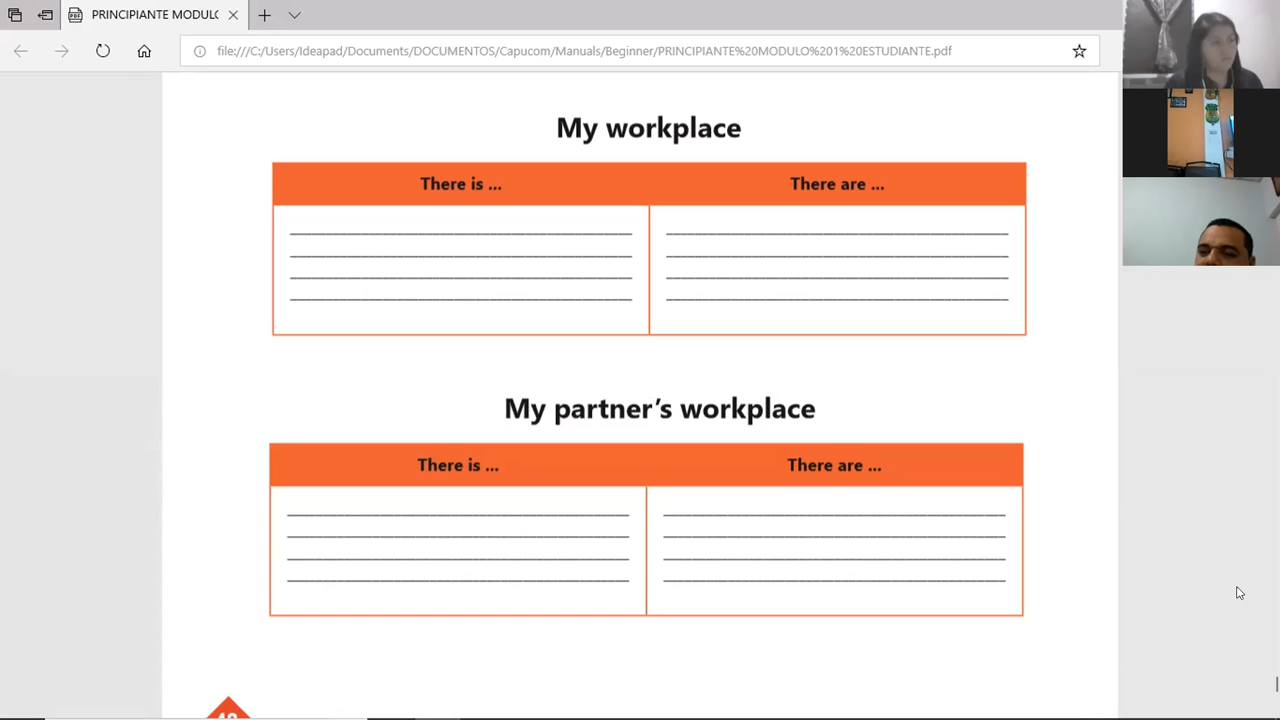 PRINCIPIANTE MODULO
file:///C:/Users/Ideapad/Documents/DOCUMENTOS/Capucom/Manuals/Beginner/PRINCIPIANTE%20MODULO%201%20ESTUDIANTE.pdf
My workplace
There is ... There are ...
My partner's workplace
There is ... There are ...